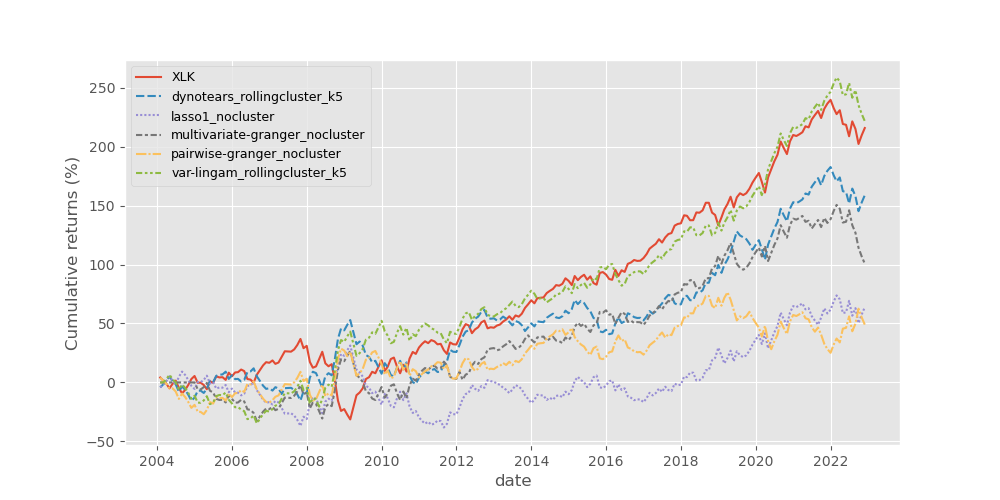 XLK
dynotears_rollingcluster_k5
lasso1_nocluster
multivariate-granger_nocluster
pairwise-granger_nocluster
var-lingam_rollingcluster_k5
Cumulative returns (%)
250
200
150
100
50
0
−50
2004 2006 2008 2010 2012 2014 2016 2018 2020 2022
date